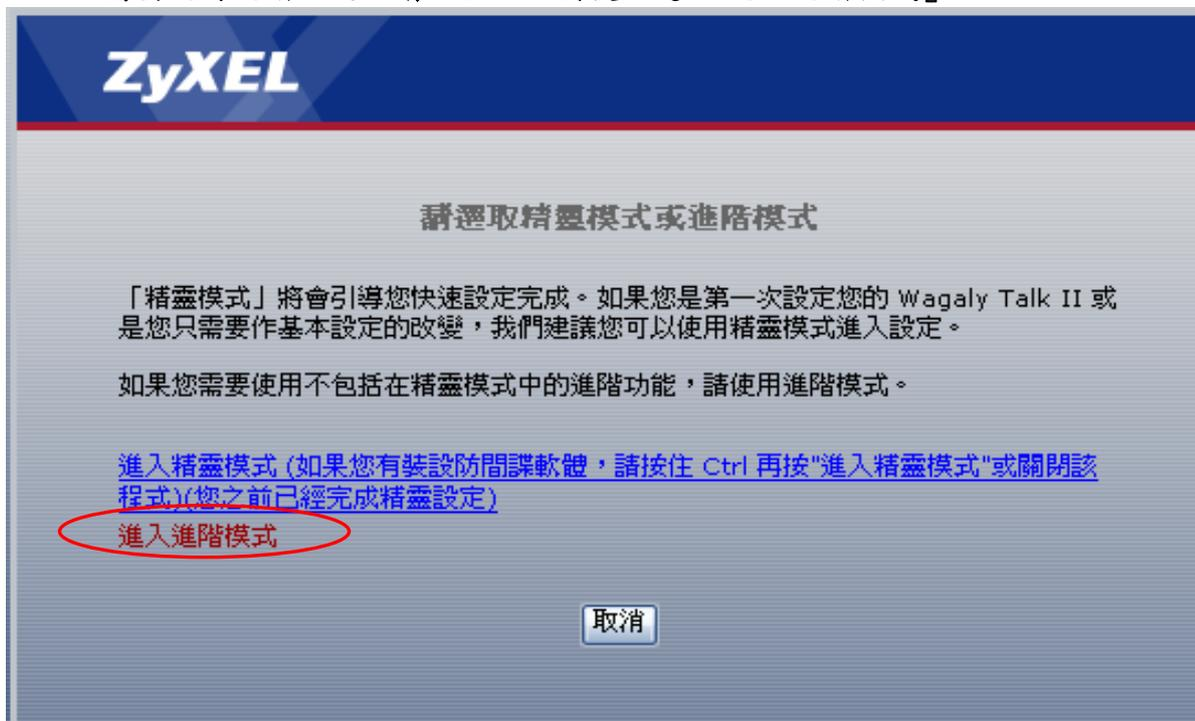 ZyXEL
請選取精靈模式或進階模式
「精靈模式」將會引導您快速設定完成。如果您是第一次設定您的 Wagaly Talk II 或
是您只需要作基本設定的改變，我們建議您可以使用精靈模式進入設定。
如果您需要使用不包括在精靈模式中的進階功能，請使用進階模式。
進入精靈模式 (如果您有裝設防間諜軟體，請按住 Ctrl 再按"進入精靈模式"或關閉該
程式)(您之前已經完成精靈設定)
進入進階模式
取消